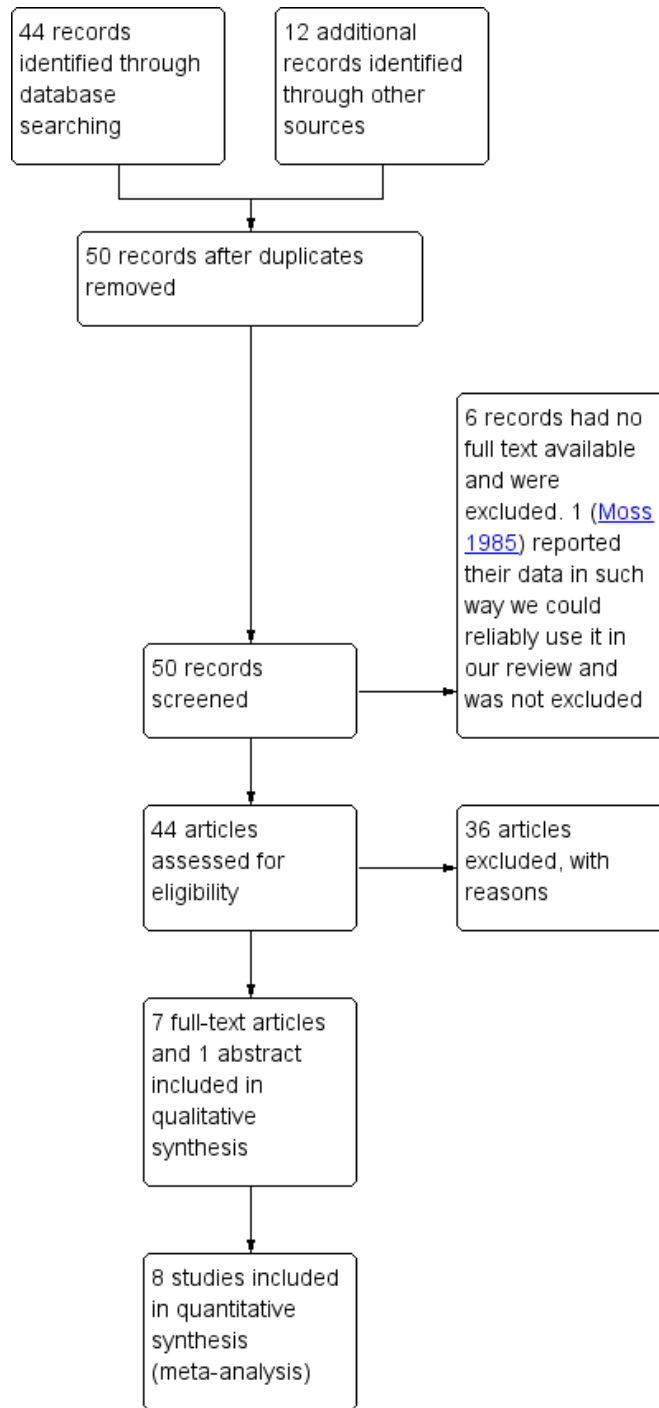 44 records
identified through
database
searching
12 additional
records identified
through other
sources
50 records after duplicates
removed
6 records had no
full text available
and were
excluded. 1 (Moss
1985) reported
their data in such
way we could
reliably use it in
our review and
was not excluded
50 records
screened
44 articles
assessed for
eligibility
36 articles
excluded, with
reasons
7 full-text articles
and 1 abstract
included in
qualitative
synthesis
8 studies included
in quantitative
synthesis
(meta-analysis)